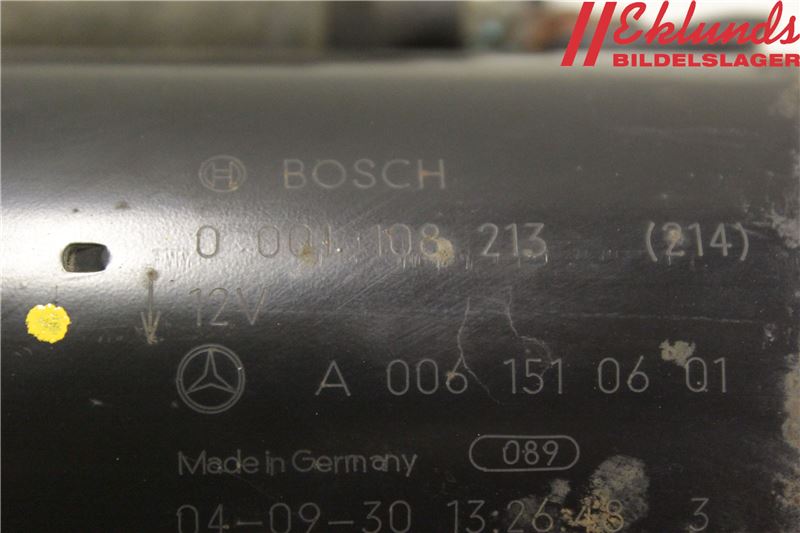 Eklunds
BILDELSLAGER
BOSCH
0 001 108 213 (214)
12V
A 006 151 06 01
Made in Germany 089
04-09-30 13:26:48 3